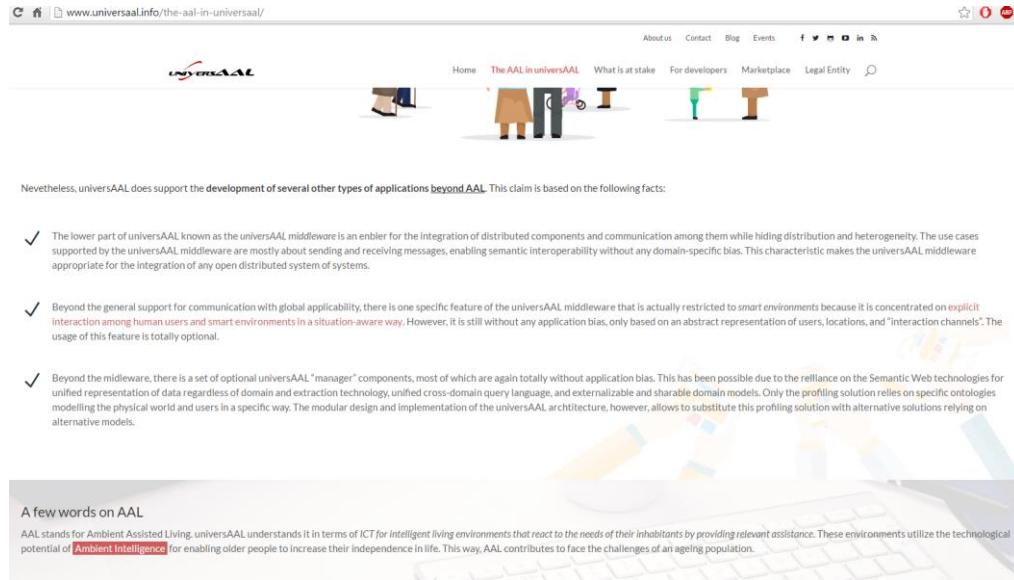 www.universaal.info/the-aal-in-universaal/
ABP
About us Contact Blog Events
universAAL
Home The AAL in universAAL What is at stake For developers Marketplace Legal Entity
Nevetheless, universAAL does support the development of several other types of applications beyond AAL. This claim is based on the following facts:
The lower part of universAAL known as the universAAL middleware is an enbler for the integration of distributed components and communication among them while hiding distribution and heterogeneity. The use cases
supported by the universAAL middleware are mostly about sending and receiving messages, enabling semantic interoperability without any domain-specific bias. This characteristic makes the universAAL middleware
appropriate for the integration of any open distributed system of systems.
Beyond the general support for communication with global applicability, there is one specific feature of the universAAL middleware that is actually restricted to smart environments because it is concentrated on explicit
interaction among human users and smart environments in a situation-aware way. However, it is still without any application bias, only based on an abstract representation of users, locations, and "interaction channels". The
usage of this feature is totally optional.
Beyond the midleware, there is a set of optional universAAL "manager" components, most of which are again totally without application bias. This has been possible due to the relliance on the Semantic Web technologies for
unified representation of data regardless of domain and extraction technology, unified cross-domain query language, and externalizable and sharable domain models. Only the profiling solution relies on specific ontologies
modelling the physical world and users in a specific way. The modular design and implementation of the universAAL archtitecture, however, allows to substitute this profiling solution with alternative solutions relying on
alternative models.
A few words on AAL
AAL stands for Ambient Assisted Living. universAAL understands it in terms of ICT for intelligent living environments that react to the needs of their inhabitants by providing relevant assistance. These environments utilize the technological
potential of Ambient Intelligence for enabling older people to increase their independence in life. This way, AAL contributes to face the challenges of an ageing population.